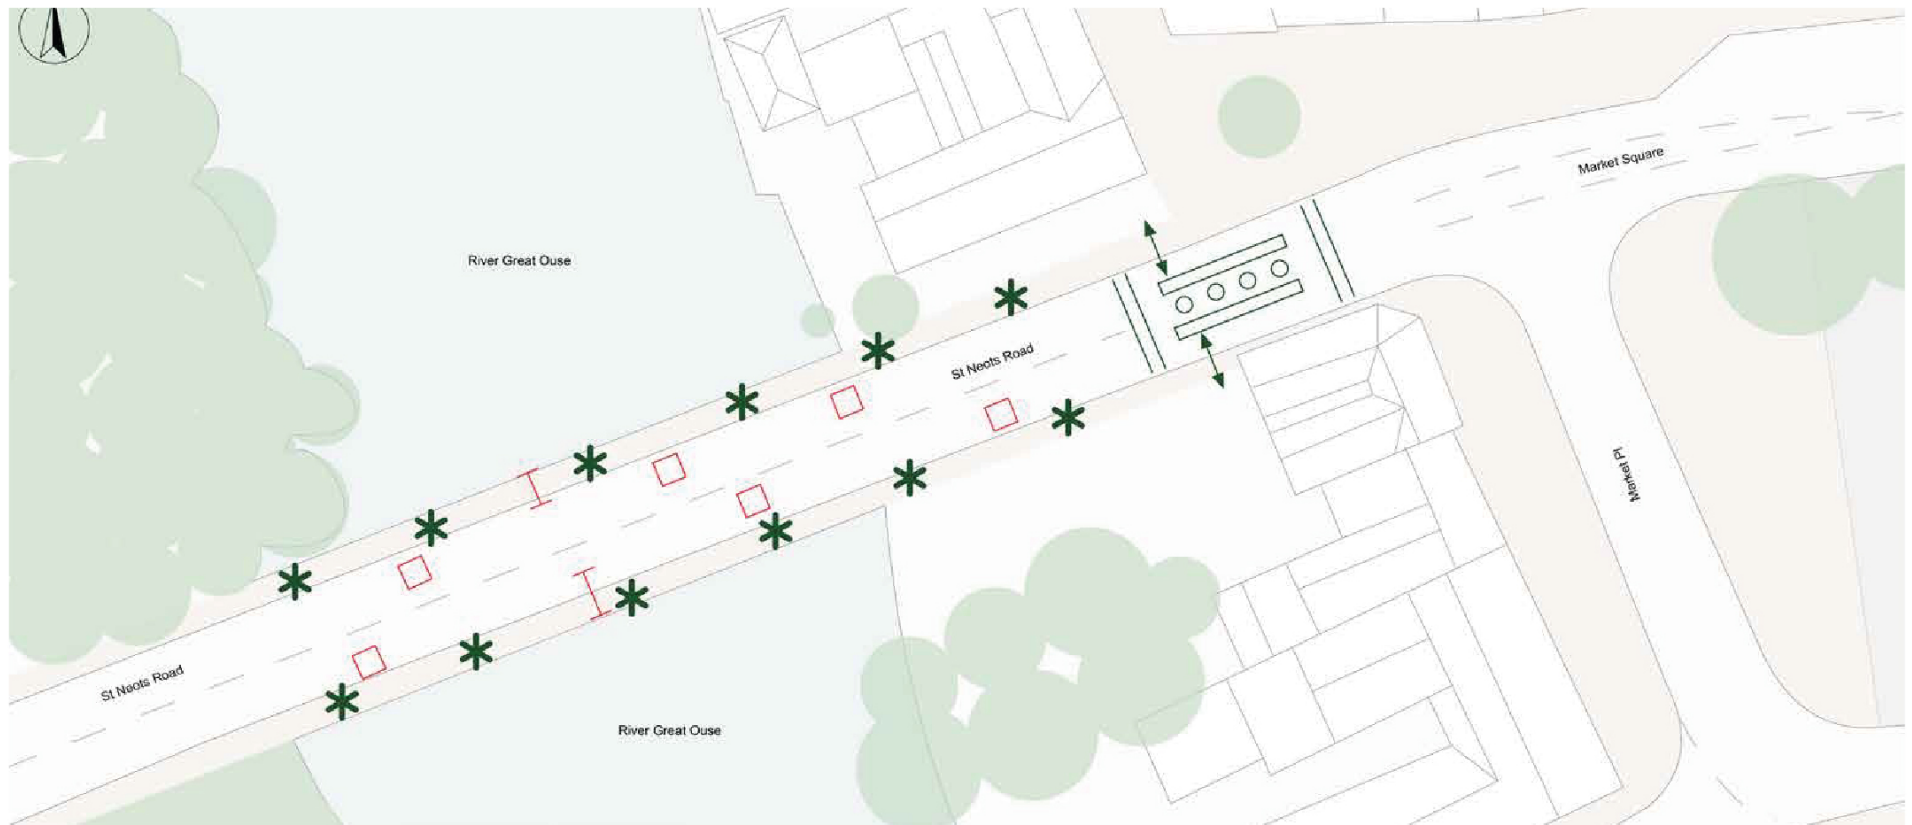 Market Square
River Great Ouse
St Neots Road
Market Pl
St Neots Road
River Great Ouse